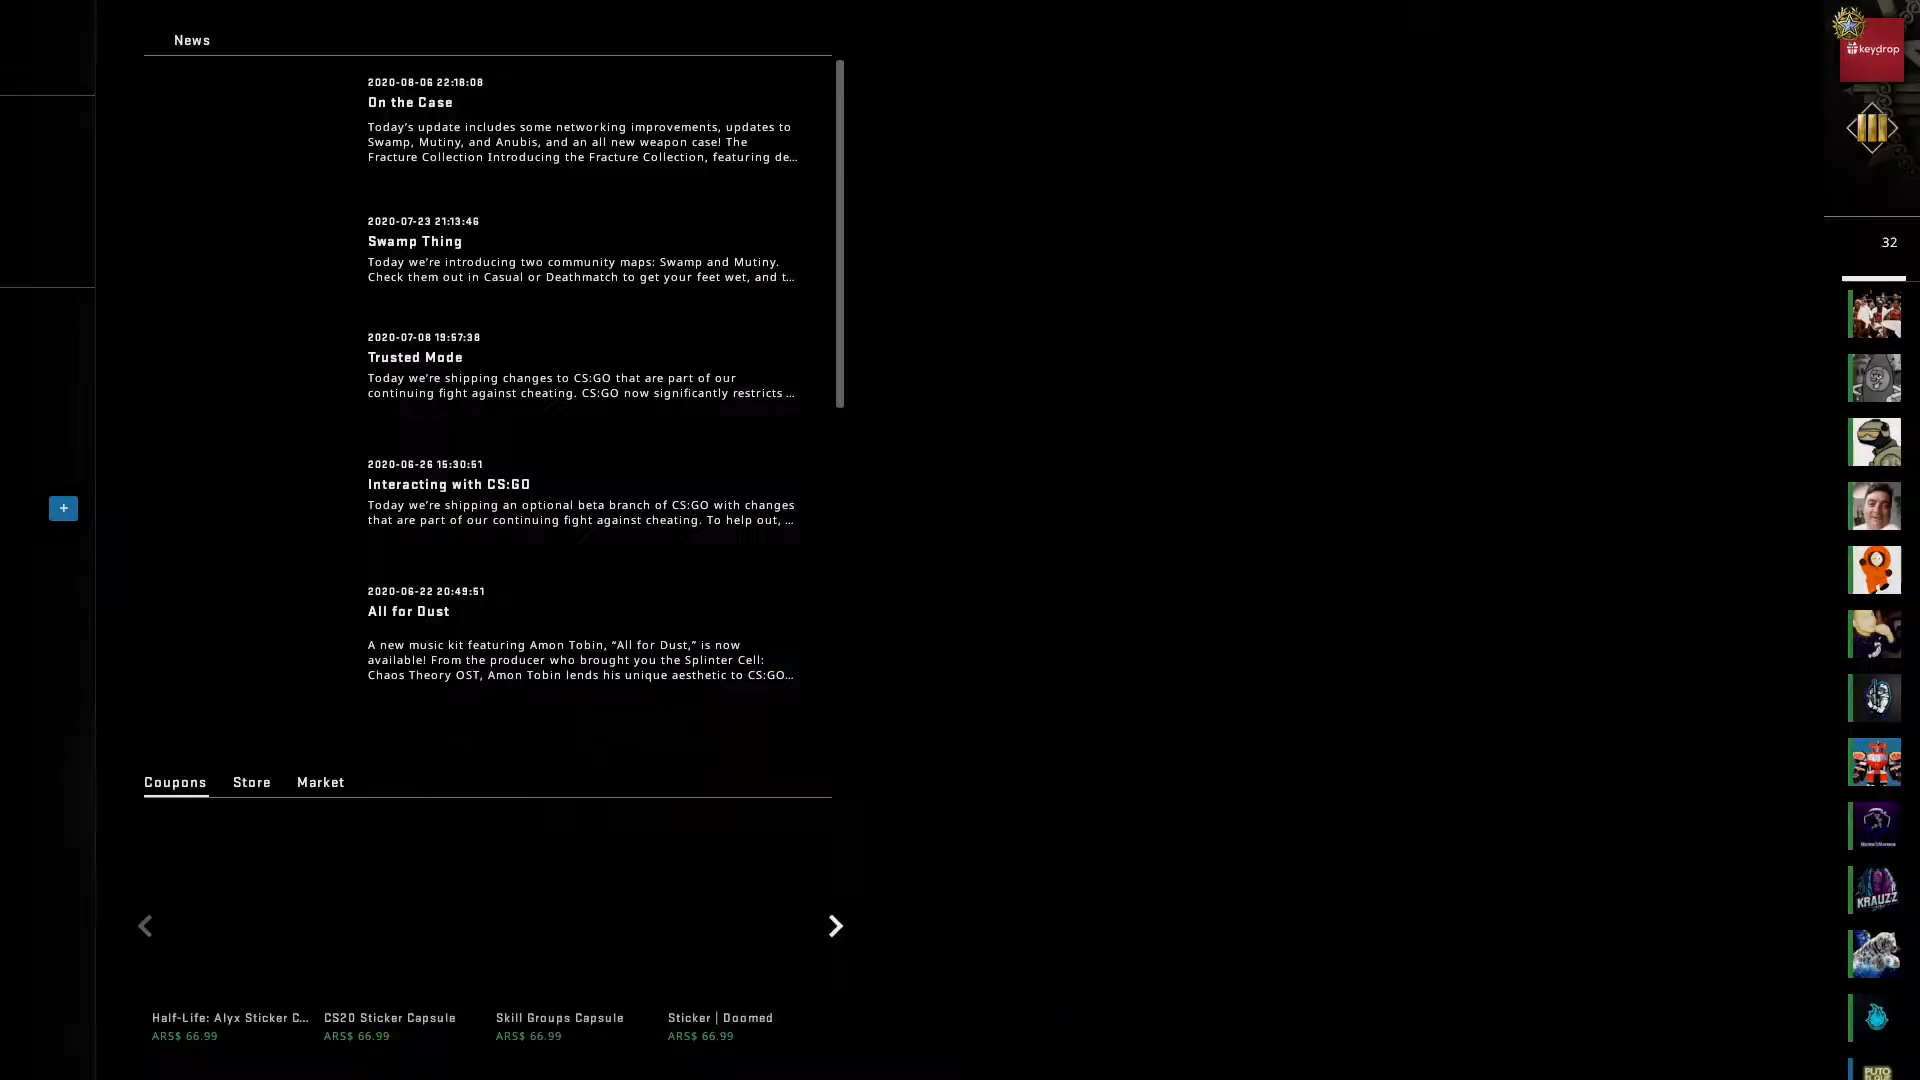 News
2020-08-06 22:18:08
On the Case
Today's update includes some networking improvements, updates to
Swamp, Mutiny, and Anubis, and an all new weapon case! The
Fracture Collection Introducing the Fracture Collection, featuring de...
2020-07-23 21:13:46
Swamp Thing
Today we're introducing two community maps: Swamp and Mutiny.
Check them out in Casual or Deathmatch to get your feet wet, and t...
2020-07-08 19:57:38
Trusted Mode
Today we're shipping changes to CS:GO that are part of our
continuing fight against cheating. CS:GO now significantly restricts ...
2020-06-26 15:30:51
Interacting with CS:GO
Today we're shipping an optional beta branch of CS:GO with changes
that are part of our continuing fight against cheating. To help out, ...
2020-06-22 20:49:51
All for Dust
A new music kit featuring Amon Tobin, “All for Dust,” is now
available! From the producer who brought you the Splinter Cell:
Chaos Theory OST, Amon Tobin lends his unique aesthetic to CS:GO...
Coupons Store Market
Half-Life: Alyx Sticker C... CS20 Sticker Capsule Skill Groups Capsule Sticker | Doomed
ARS$ 66.99 ARS$ 66.99 ARS$ 66.99 ARS$ 66.99
keydrop
32
KRAUZZ
PUTO